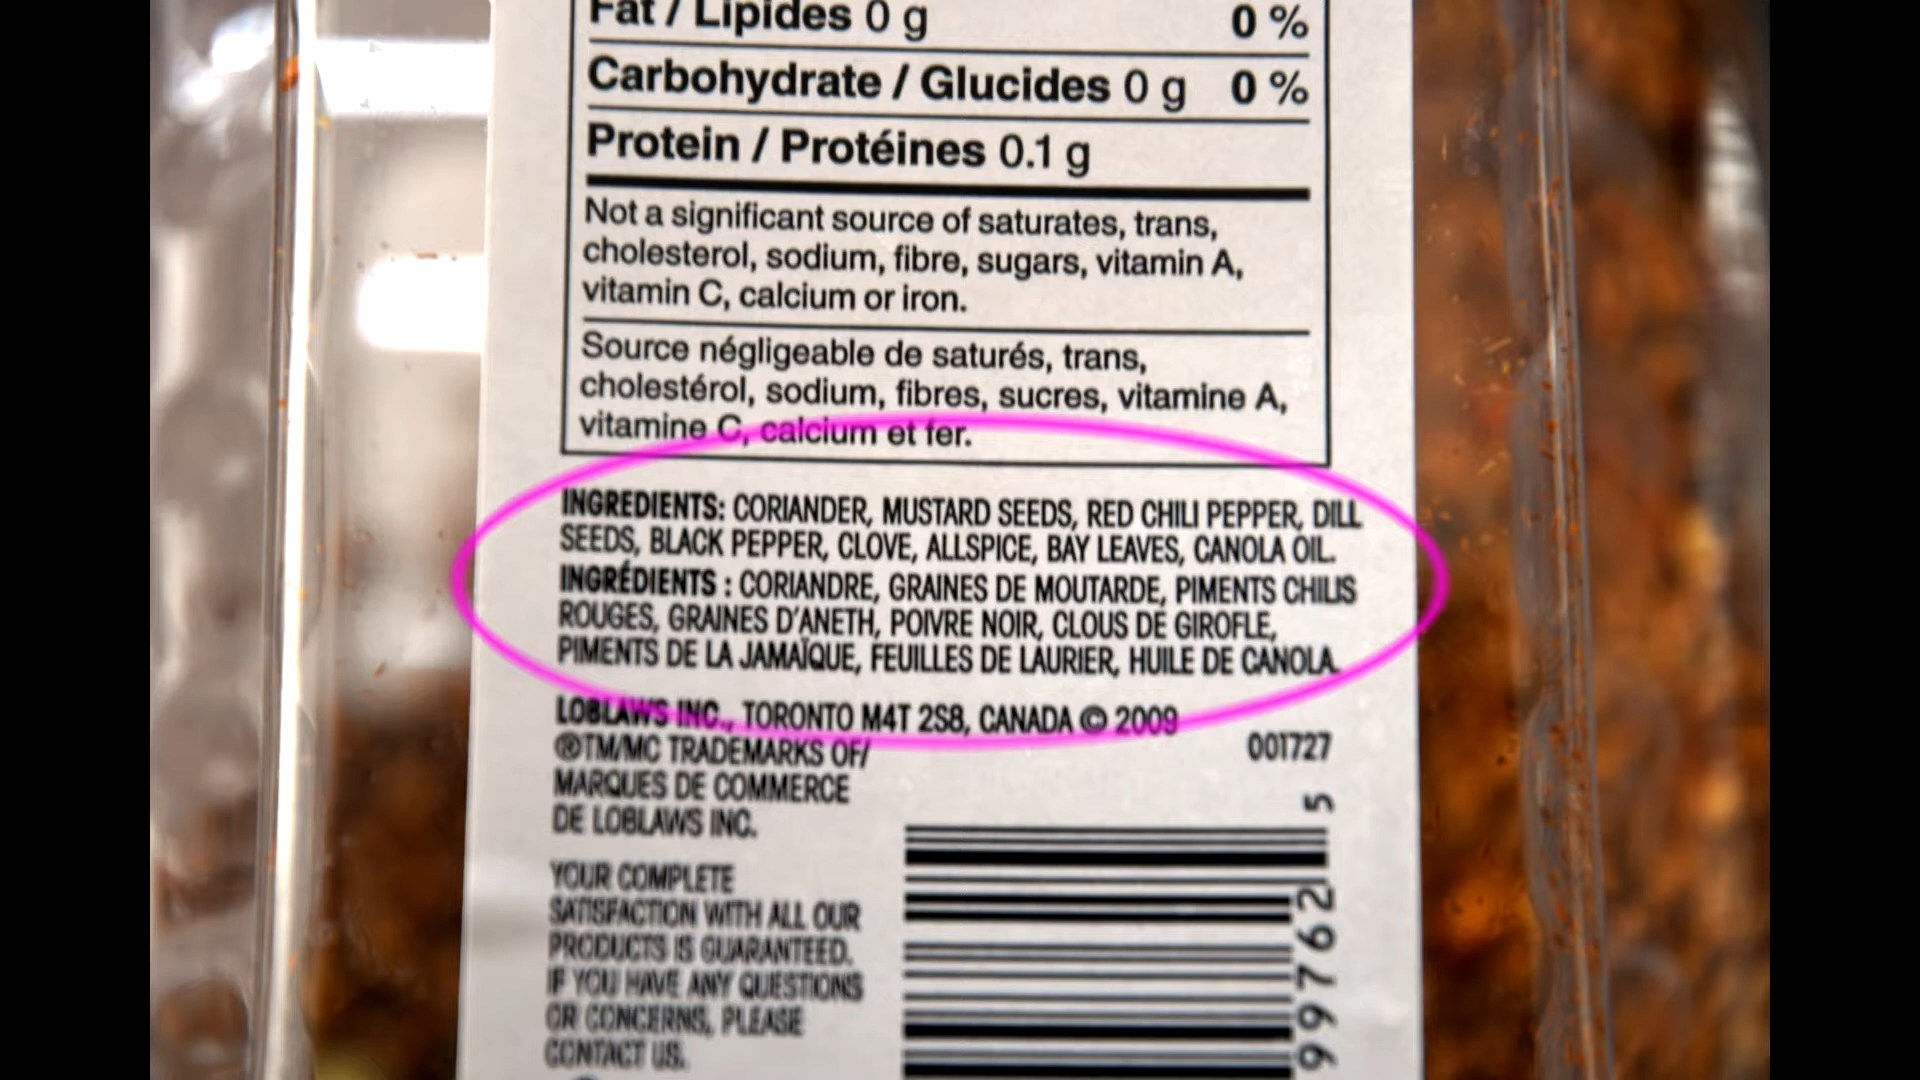 Fat / Lipides 0 g 0 %
Carbohydrate / Glucides 0 g 0 %
Protein / Protéines 0.1 g
Not a significant source of saturates, trans,
cholesterol, sodium, fibre, sugars, vitamin A,
vitamin C, calcium or iron.
Source négligeable de saturés, trans,
cholestérol, sodium, fibres, sucres, vitamine A,
vitamine C, calcium et fer.
INGREDIENTS: CORIANDER, MUSTARD SEEDS, RED CHILI PEPPER, DILL
SEEDS, BLACK PEPPER, CLOVE, ALLSPICE, BAY LEAVES, CANOLA OIL.
INGRÉDIENTS : CORIANDRE, GRAINES DE MOUTARDE, PIMENTS CHILIS
ROUGES, GRAINES D'ANETH, POIVRE NOIR, CLOUS DE GIROFLE,
PIMENTS DE LA JAMAÏQUE, FEUILLES DE LAURIER, HUILE DE CANOLA.
LOBLAWS INC., TORONTO M4T 2S8, CANADA © 2009
®TM/MC TRADEMARKS OF/ 001727
MARQUES DE COMMERCE
DE LOBLAWS INC.
YOUR COMPLETE
SATISFACTION WITH ALL OUR
PRODUCTS IS GUARANTEED.
IF YOU HAVE ANY QUESTIONS
OR CONCERNS, PLEASE
CONTACT US.
99762 5